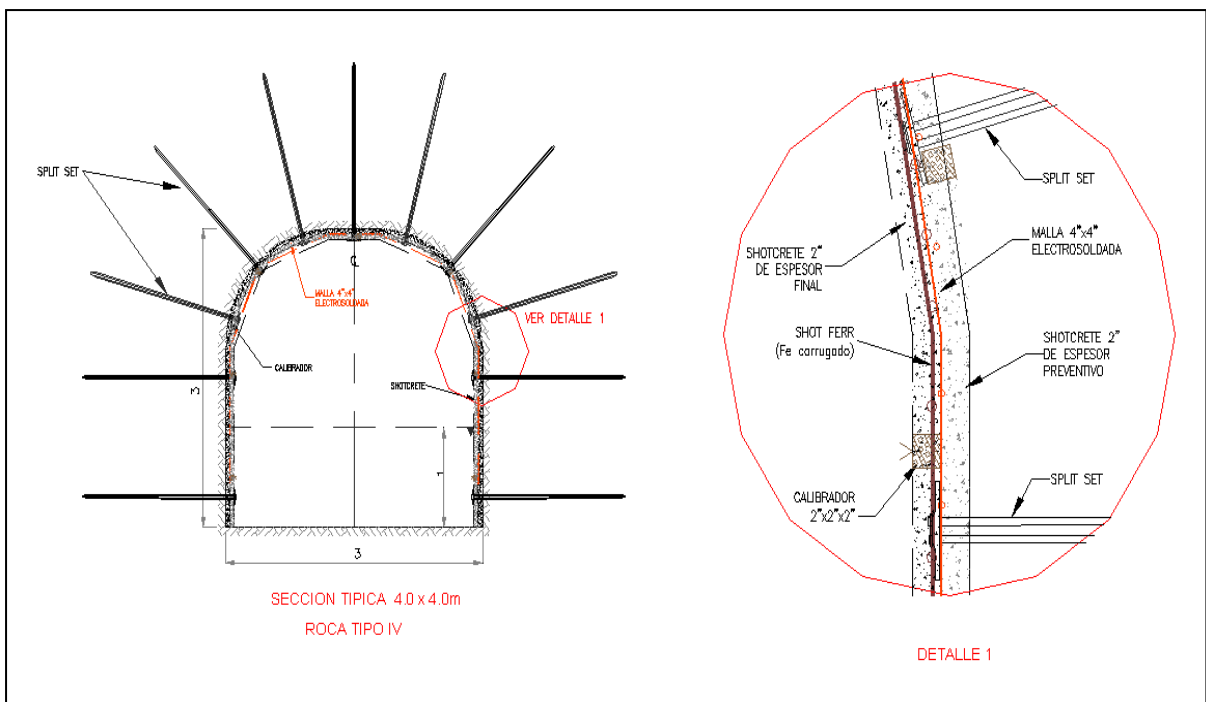 SPLIT SET
MALLA 4"x4"
ELECTROSOLDADA
CALIBRADOR
SHOTCRETE
VER DETALLE 1
3
1
3
SECCION TIPICA 4.0 x 4.0m
ROCA TIPO IV
SPLIT SET
SHOTCRETE 2"
DE ESPESOR
FINAL
MALLA 4"x4"
ELECTROSOLDADA
SHOT FERR
(Fe corrugado)
SHOTCRETE 2"
DE ESPESOR
PREVENTIVO
CALIBRADOR
2"x2"x2"
SPLIT SET
DETALLE 1